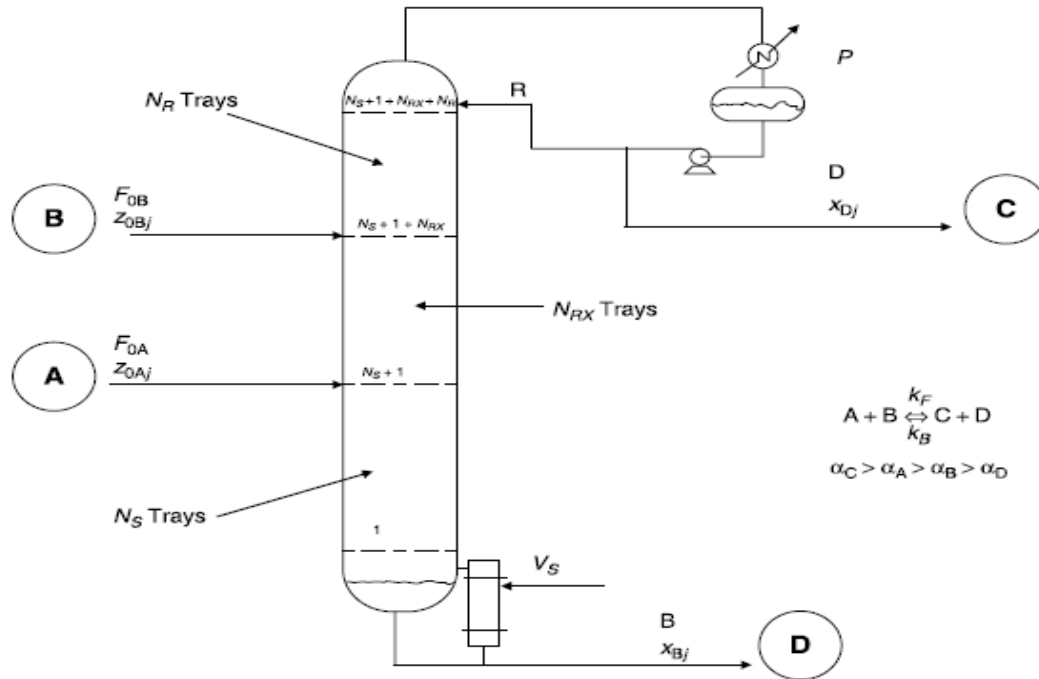 P
N_S+1+N_RX+N_R
R
N_R Trays
D
F_0B
B
z_0Bj
x_Dj
C
N_S+1+N_RX
N_RX Trays
F_0A
A
z_0Aj
N_S+1
k_F
A + B ⇔ C + D
k_B
α_C > α_A > α_B > α_D
N_S Trays
1
V_S
B
x_Bj
D